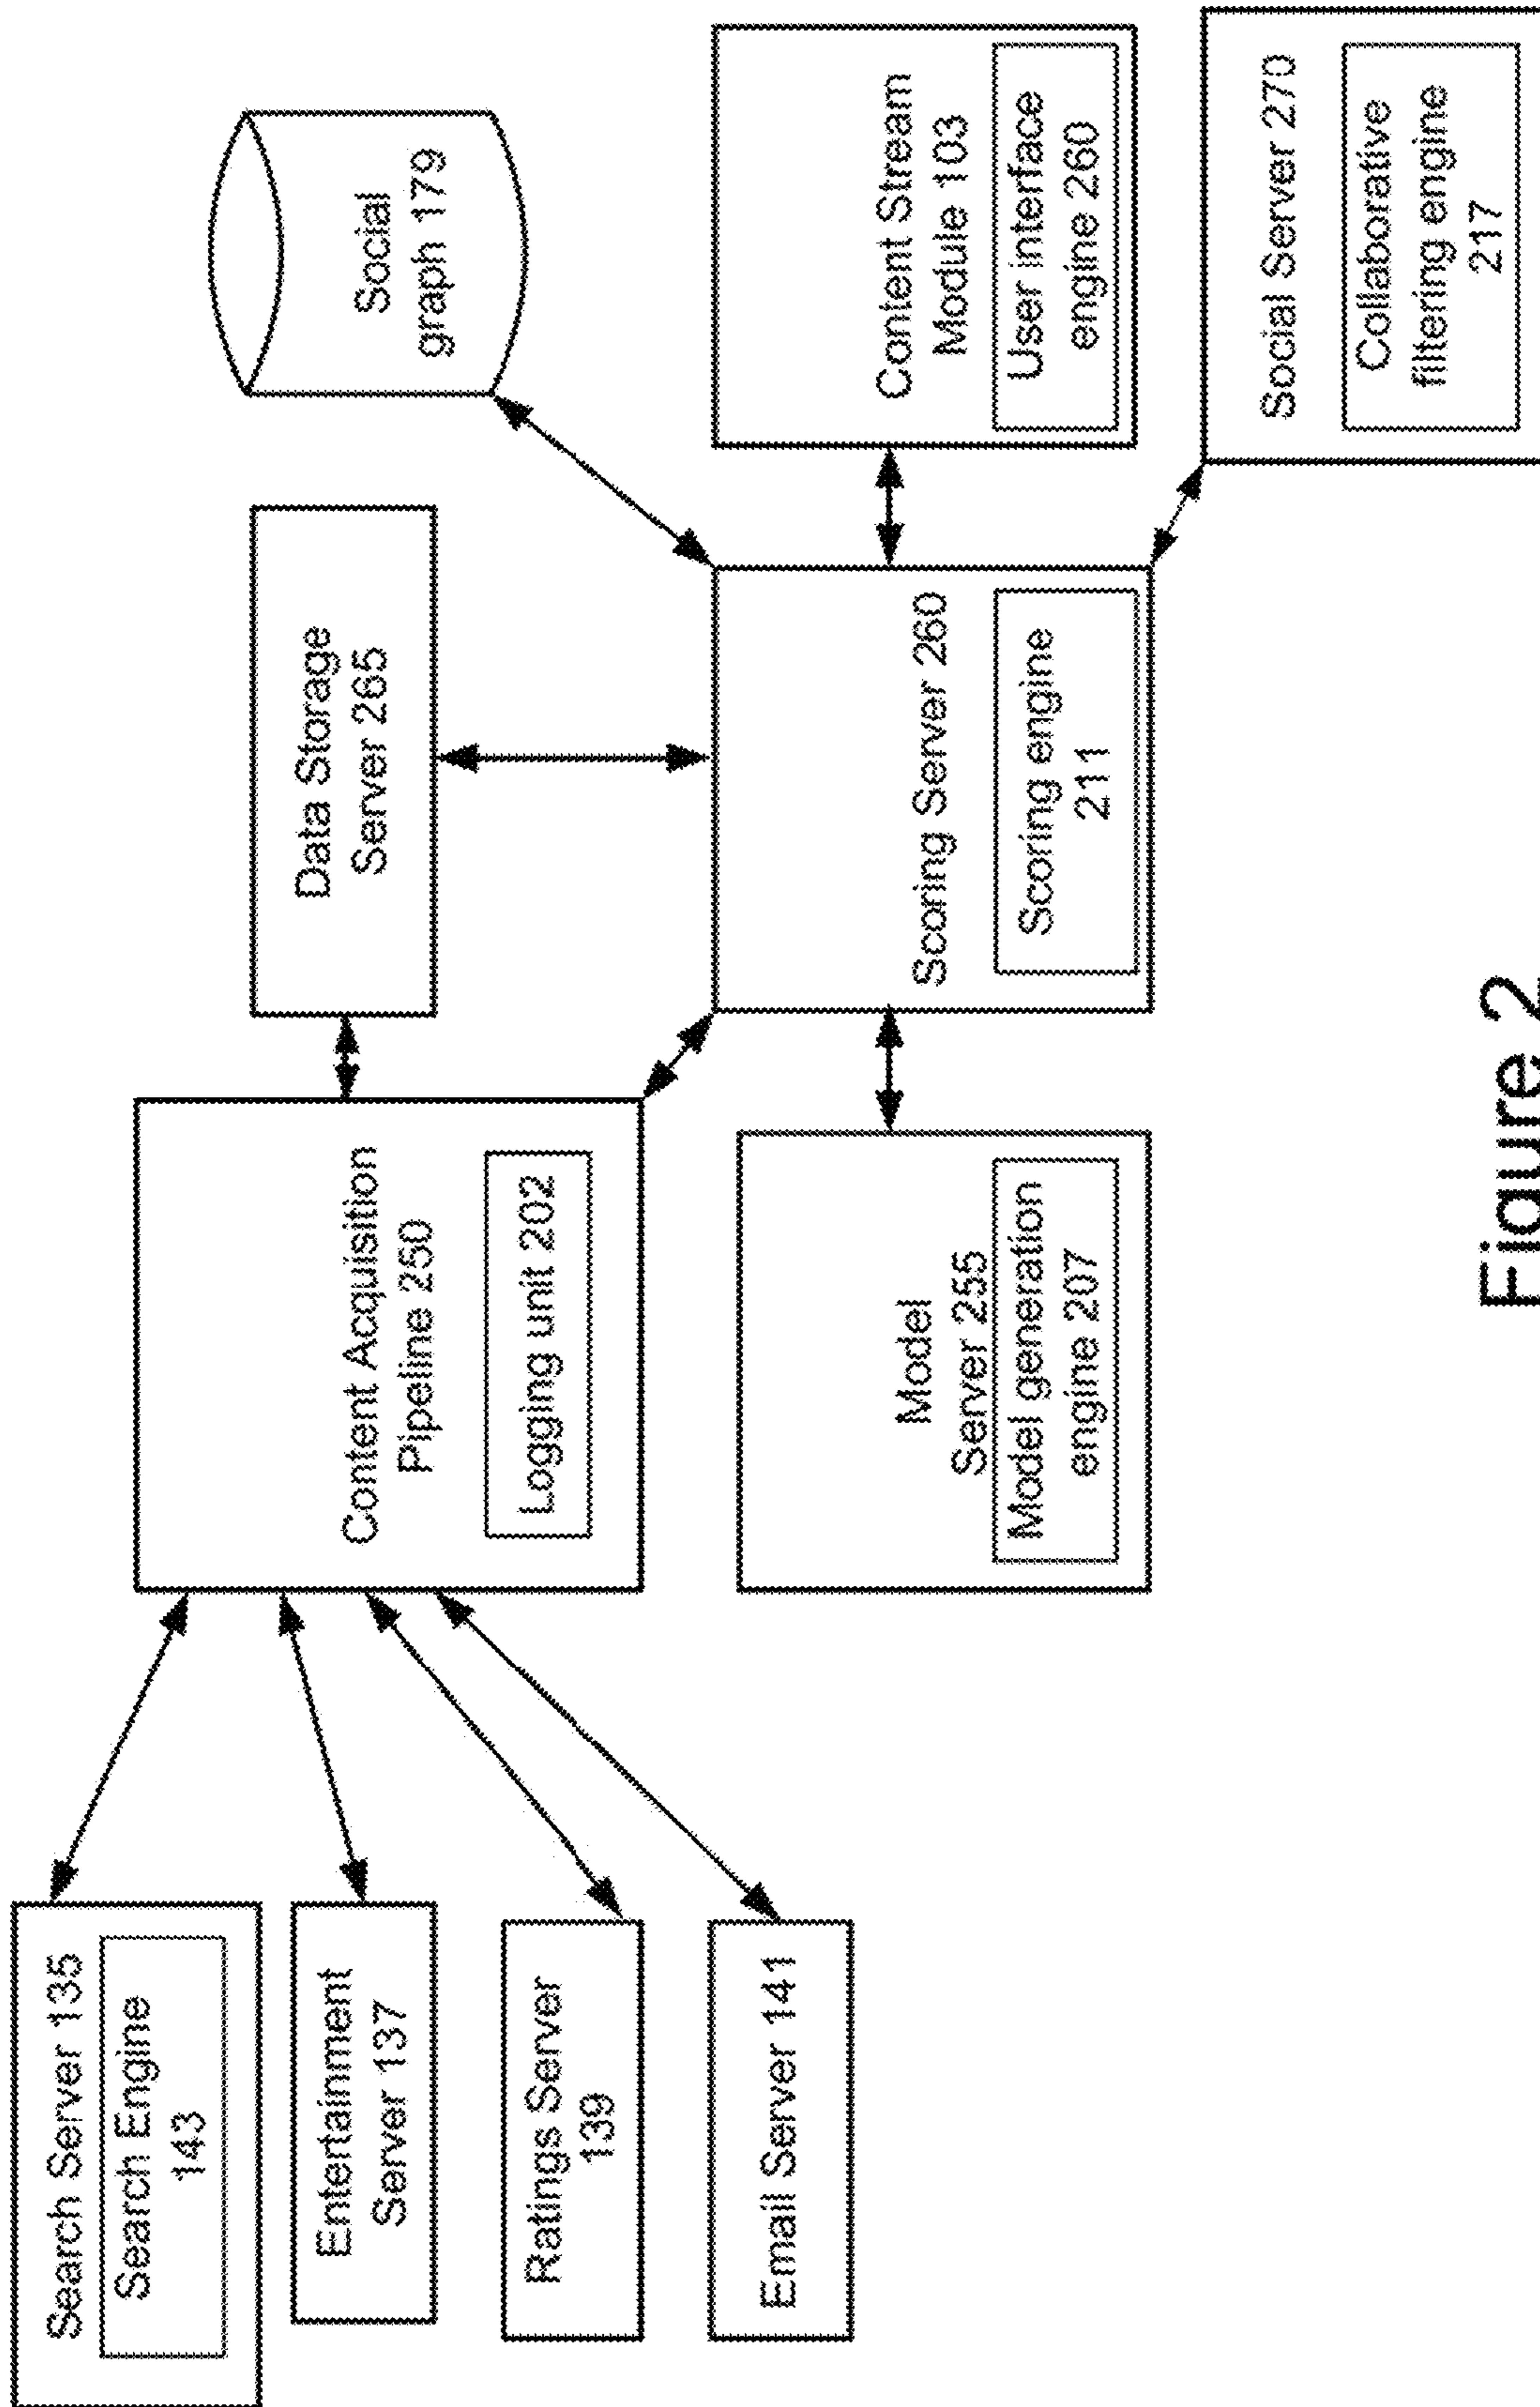 Search Server 135
Search Engine
143
Entertainment
Server 137
Ratings Server
139
Email Server 141
Content Acquisition
Pipeline 250
Logging unit 202
Model
Server 255
Model generation
engine 207
Data Storage
Server 265
Scoring Server 260
Scoring engine
211
Social
graph 179
Content Stream
Module 103
User interface
engine 260
Social Server 270
Collaborative
filtering engine
217
Figure 2